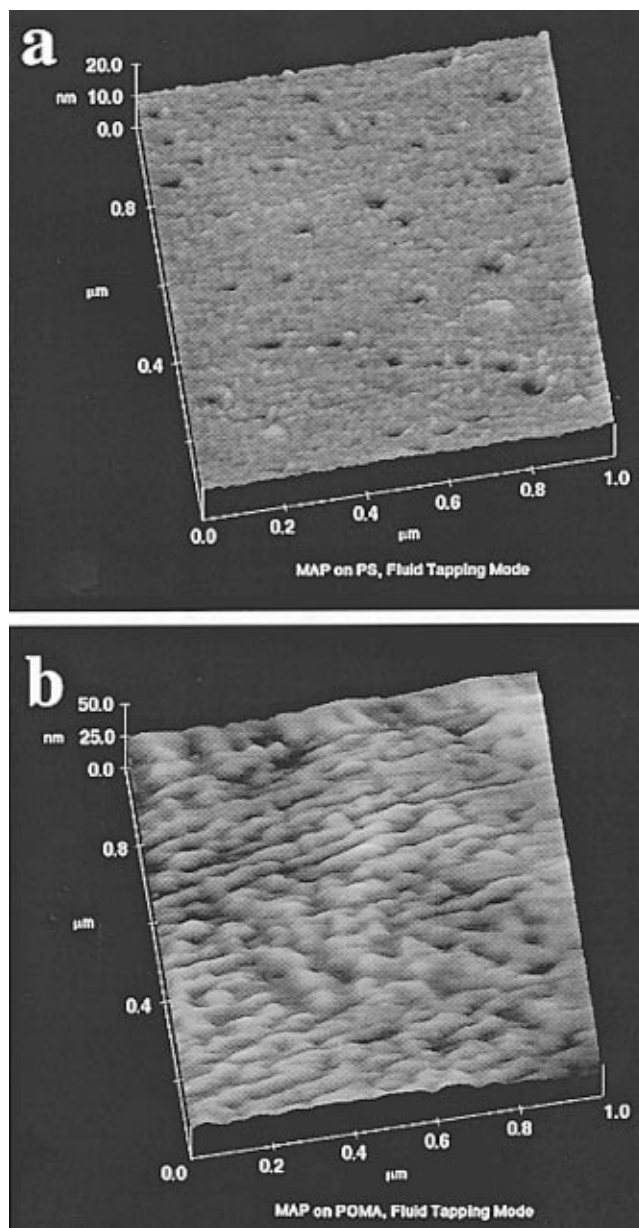 a
20.0
nm 10.0
0.0
0.8
μm
0.4
0.0 0.2 0.4 0.6 0.8 1.0
μm
MAP on PS, Fluid Tapping Mode
b
50.0
nm 25.0
0.0
0.8
μm
0.4
0.0 0.2 0.4 0.6 0.8 1.0
μm
MAP on POMA, Fluid Tapping Mode